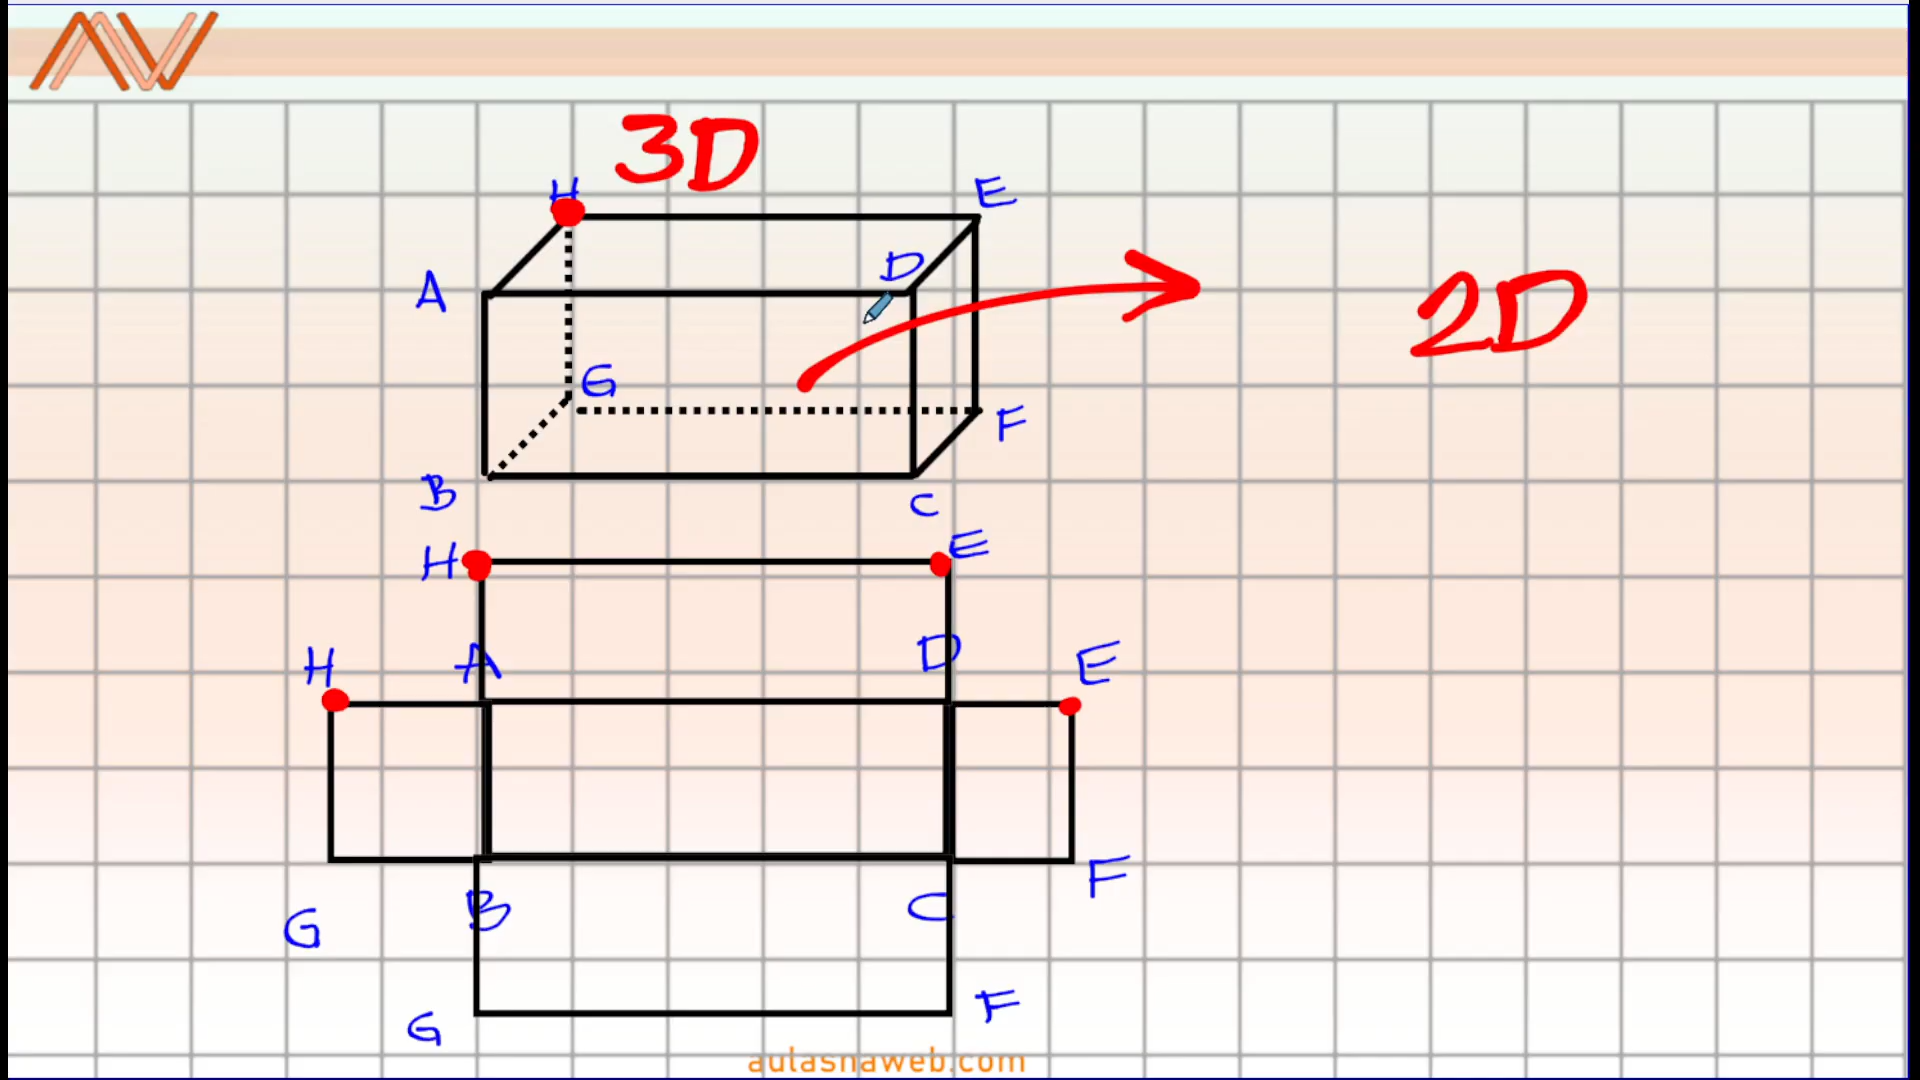 3D
H E
A D
2D
G
F
B C
H E
H A D E
B C F
G
G F
aulasnaweb.com